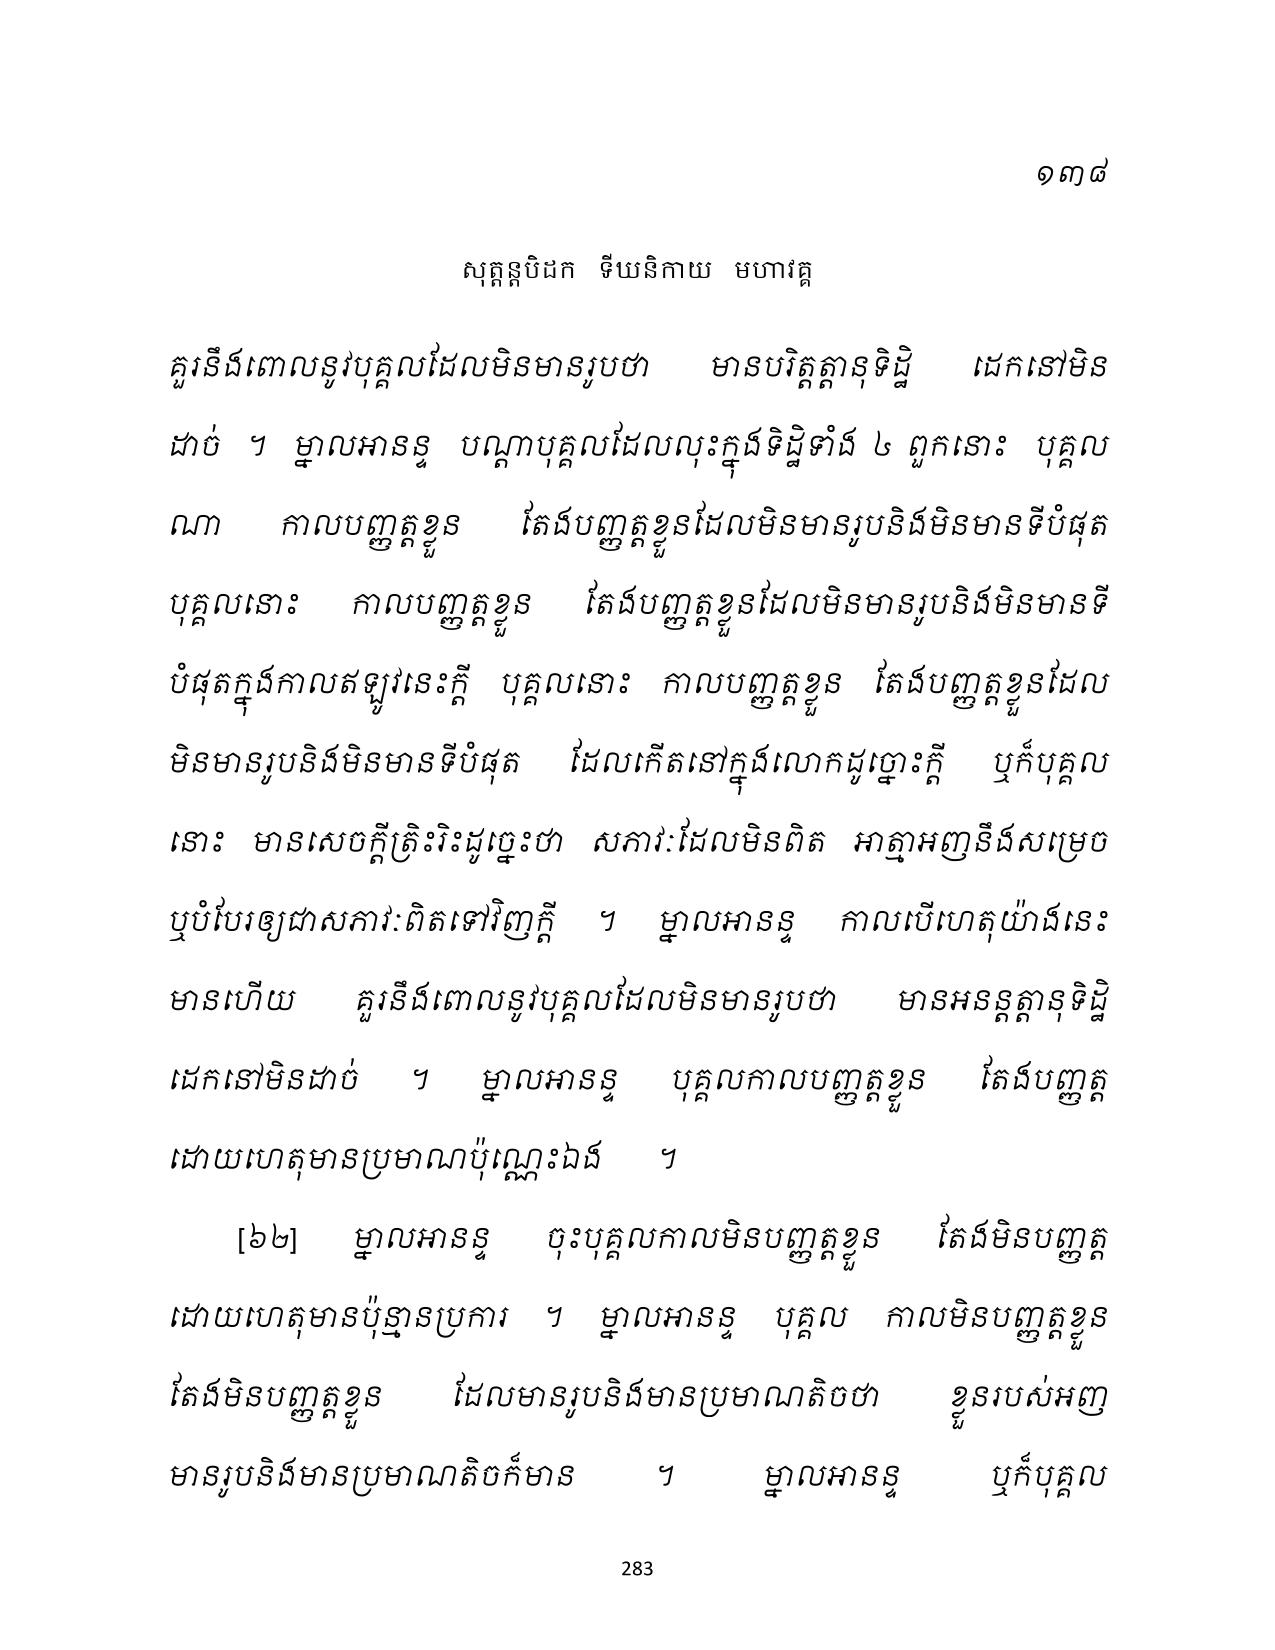 ១៣៨
សុត្តន្តបិដក ទីឃនិកាយ មហាវគ្គ
គួរនឹងពោលនូវបុគ្គលដែលមិនមានរូបថា មានបរិត្តត្តានុទិដ្ឋិ ដេកនៅមិន
ដាច់ ។ ម្នាលអានន្ទ បណ្តាបុគ្គលដែលលុះក្នុងទិដ្ឋិទាំង ៤ ពួកនោះ បុគ្គល
ណា កាលបញ្ញត្តខ្លួន តែងបញ្ញត្តខ្លួនដែលមិនមានរូបនិងមិនមានទីបំផុត
បុគ្គលនោះ កាលបញ្ញត្តខ្លួន តែងបញ្ញត្តខ្លួនដែលមិនមានរូបនិងមិនមានទី
បំផុតក្នុងកាលឥឡូវនេះក្តី បុគ្គលនោះ កាលបញ្ញត្តខ្លួន តែងបញ្ញត្តខ្លួនដែល
មិនមានរូបនិងមិនមានទីបំផុត ដែលកើតនៅក្នុងលោកដូច្នោះក្តី ឬក៏បុគ្គល
នោះ មានសេចក្តីត្រិះរិះដូច្នេះថា សភាវៈដែលមិនពិត អាត្មាអញនឹងសម្រេច
ឬបំបែរឲ្យជាសភាវៈពិតទៅវិញក្តី ។ ម្នាលអានន្ទ កាលបើហេតុយ៉ាងនេះ
មានហើយ គួរនឹងពោលនូវបុគ្គលដែលមិនមានរូបថា មានអនន្តត្តានុទិដ្ឋិ
ដេកនៅមិនដាច់ ។ ម្នាលអានន្ទ បុគ្គលកាលបញ្ញត្តខ្លួន តែងបញ្ញត្ត
ដោយហេតុមានប្រមាណប៉ុណ្ណេះឯង ។
[៦២] ម្នាលអានន្ទ ចុះបុគ្គលកាលមិនបញ្ញត្តខ្លួន តែងមិនបញ្ញត្ត
ដោយហេតុមានប៉ុន្មានប្រការ ។ ម្នាលអានន្ទ បុគ្គល កាលមិនបញ្ញត្តខ្លួន
តែងមិនបញ្ញត្តខ្លួន ដែលមានរូបនិងមានប្រមាណតិចថា ខ្លួនរបស់អញ
មានរូបនិងមានប្រមាណតិចក៏មាន ។ ម្នាលអានន្ទ ឬក៏បុគ្គល
283